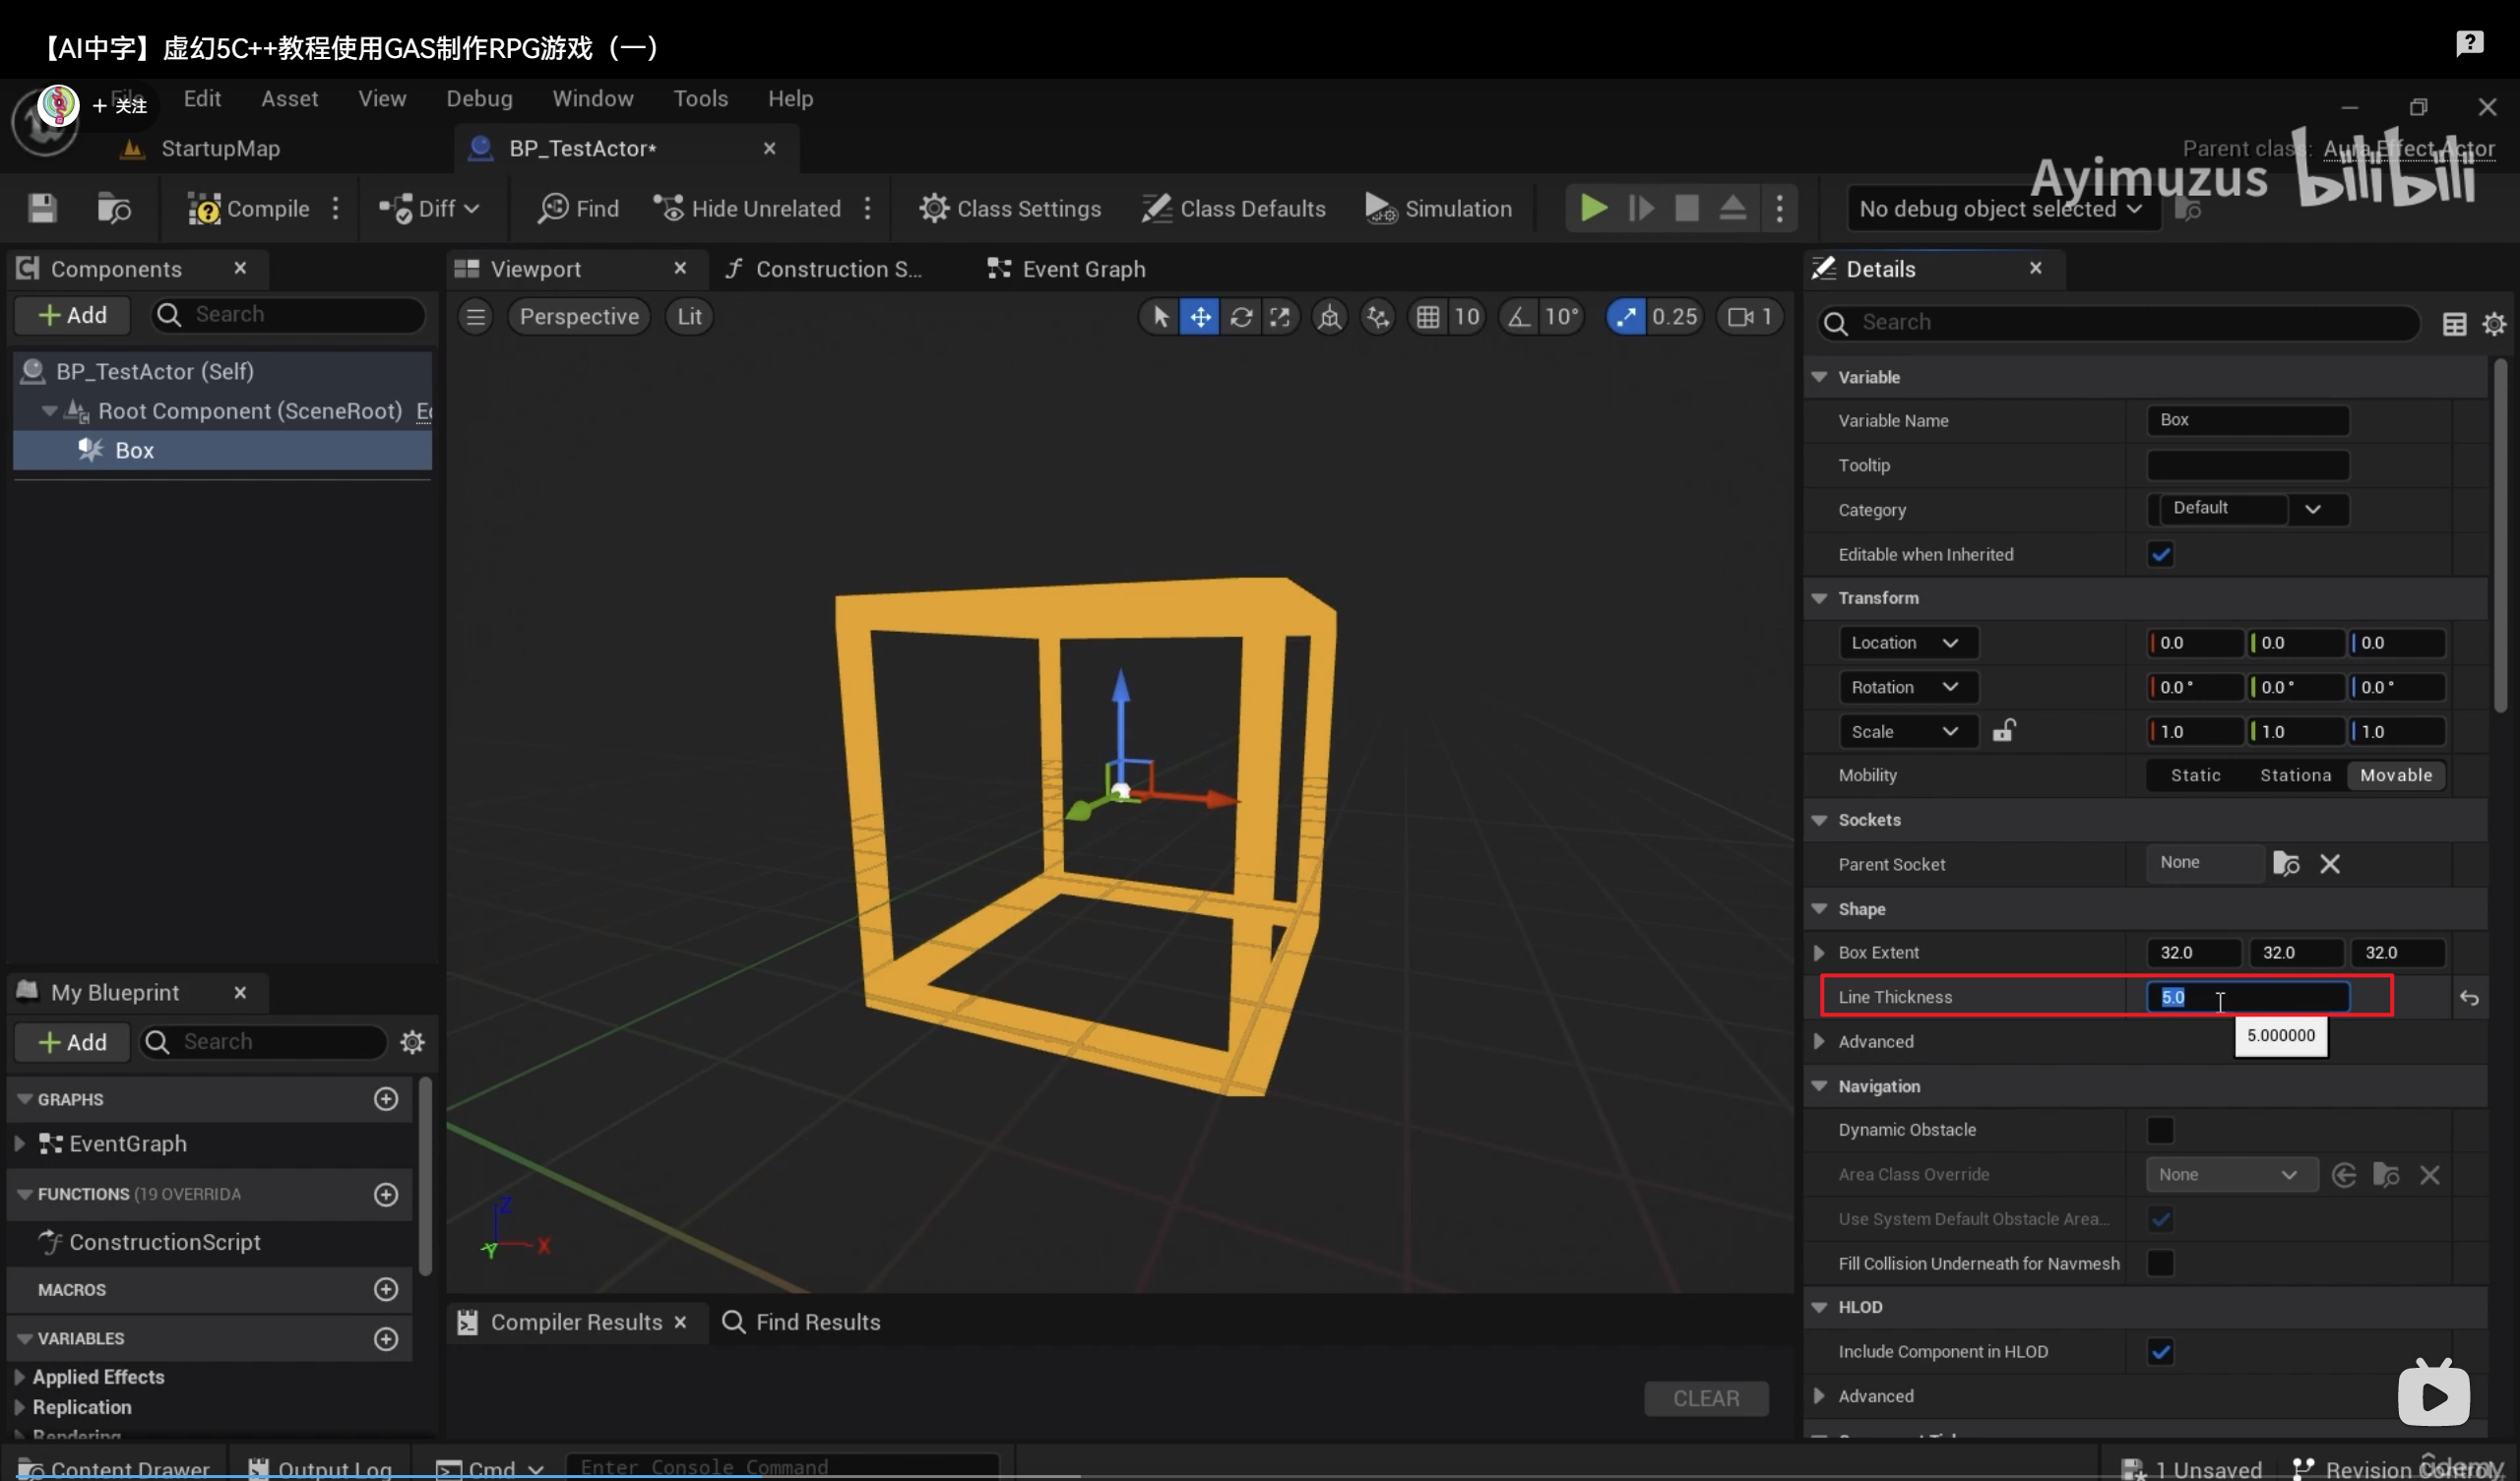 【AI中字】虚幻5C++教程使用GAS制作RPG游戏（一）
+ 关注
File Edit Asset View Debug Window Tools Help
StartupMap
BP_TestActor*
Parent class: Aura Effect Actor
Ayimuzus bilibili
Compile
Diff
Find
Hide Unrelated
Class Settings
Class Defaults
Simulation
No debug object selected
Components
Add
Search
BP_TestActor (Self)
Root Component (SceneRoot)
Box
Viewport
Construction S...
Event Graph
Perspective
Lit
10
10°
0.25
1
Z
X
Y
Details
Search
Variable
Variable Name Box
Tooltip
Category Default
Editable when Inherited
Transform
Location 0.0 0.0 0.0
Rotation 0.0° 0.0° 0.0°
Scale 1.0 1.0 1.0
Mobility Static Stationa Movable
Sockets
Parent Socket None
Shape
Box Extent 32.0 32.0 32.0
Line Thickness 5.0
5.000000
Advanced
Navigation
Dynamic Obstacle
Area Class Override None
Use System Default Obstacle Area...
Fill Collision Underneath for Navmesh
HLOD
Include Component in HLOD
Advanced
My Blueprint
Add
Search
GRAPHS
EventGraph
FUNCTIONS (19 OVERRIDA
ConstructionScript
MACROS
VARIABLES
Applied Effects
Replication
Rendering
Compiler Results
Find Results
CLEAR
Content Drawer
Output Log
Cmd
Enter Console Command
1 Unsaved
Revision Control
Udemy